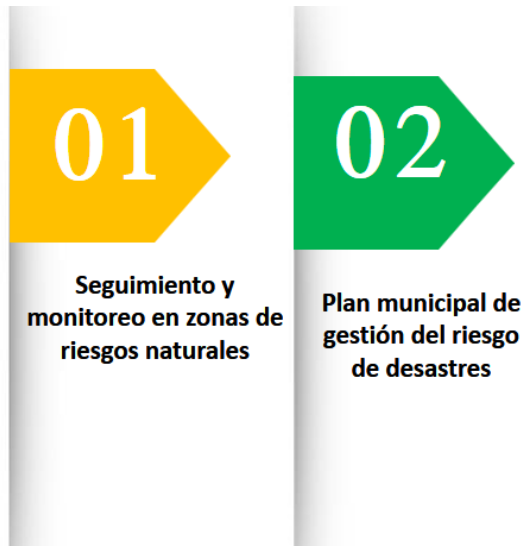 01
Seguimiento y
monitoreo en zonas de
riesgos naturales
02
Plan municipal de
gestión del riesgo
de desastres